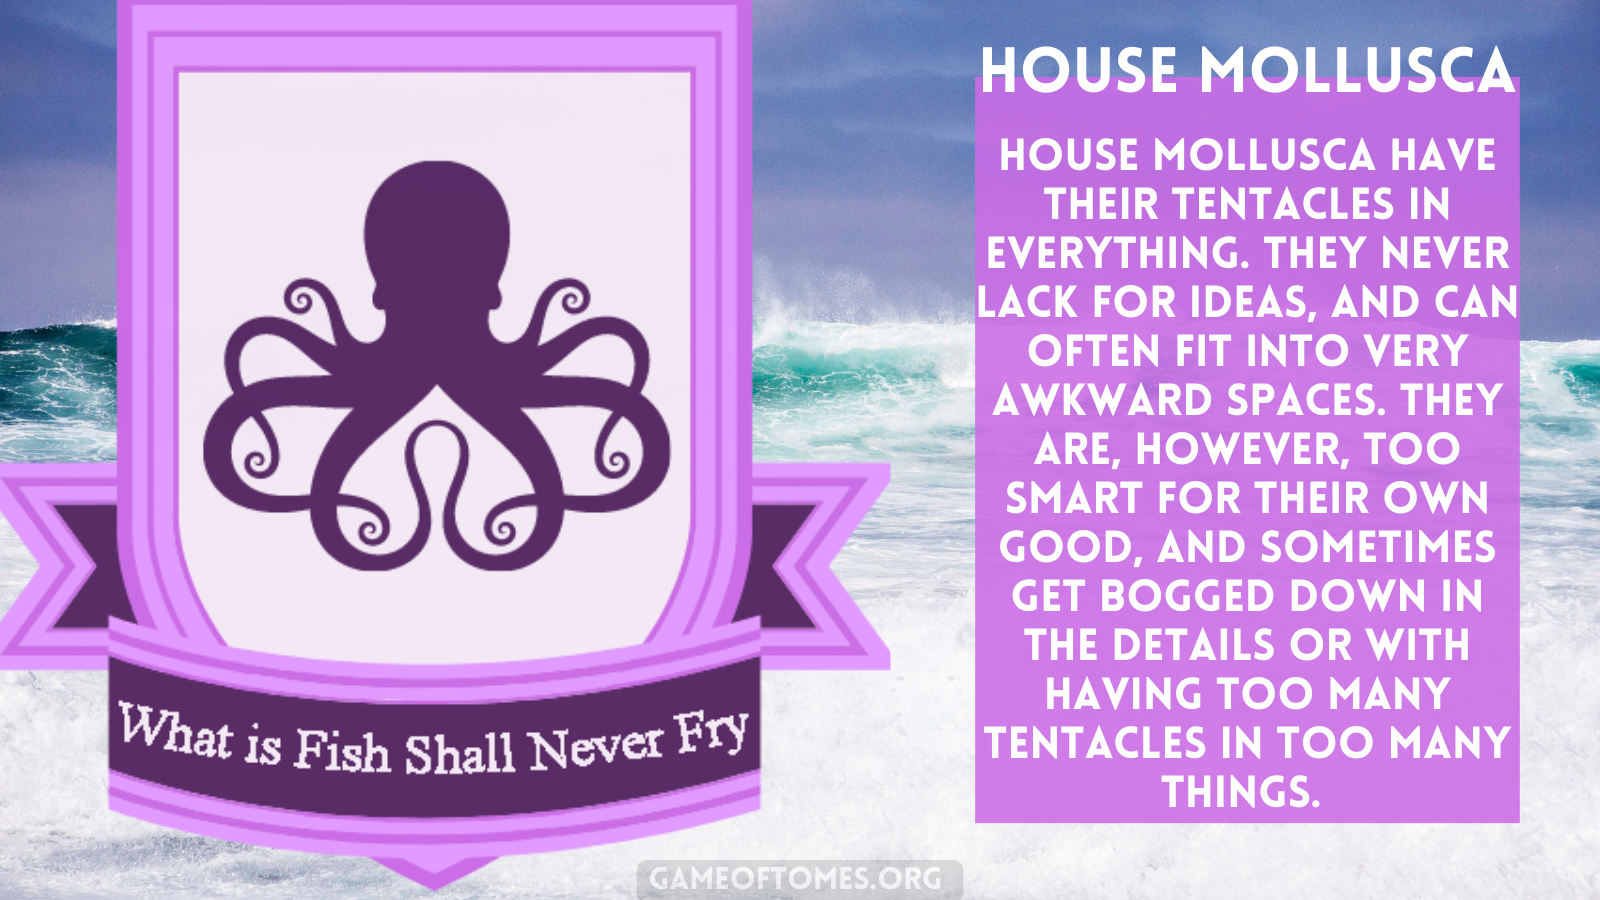 HOUSE MOLLUSCA
HOUSE MOLLUSCA HAVE
THEIR TENTACLES IN
EVERYTHING. THEY NEVER
LACK FOR IDEAS, AND CAN
OFTEN FIT INTO VERY
AWKWARD SPACES. THEY
ARE, HOWEVER, TOO
SMART FOR THEIR OWN
GOOD, AND SOMETIMES
GET BOGGED DOWN IN
THE DETAILS OR WITH
HAVING TOO MANY
TENTACLES IN TOO MANY
THINGS.
What is Fish Shall Never Fry
GAMEOFTOMES.ORG